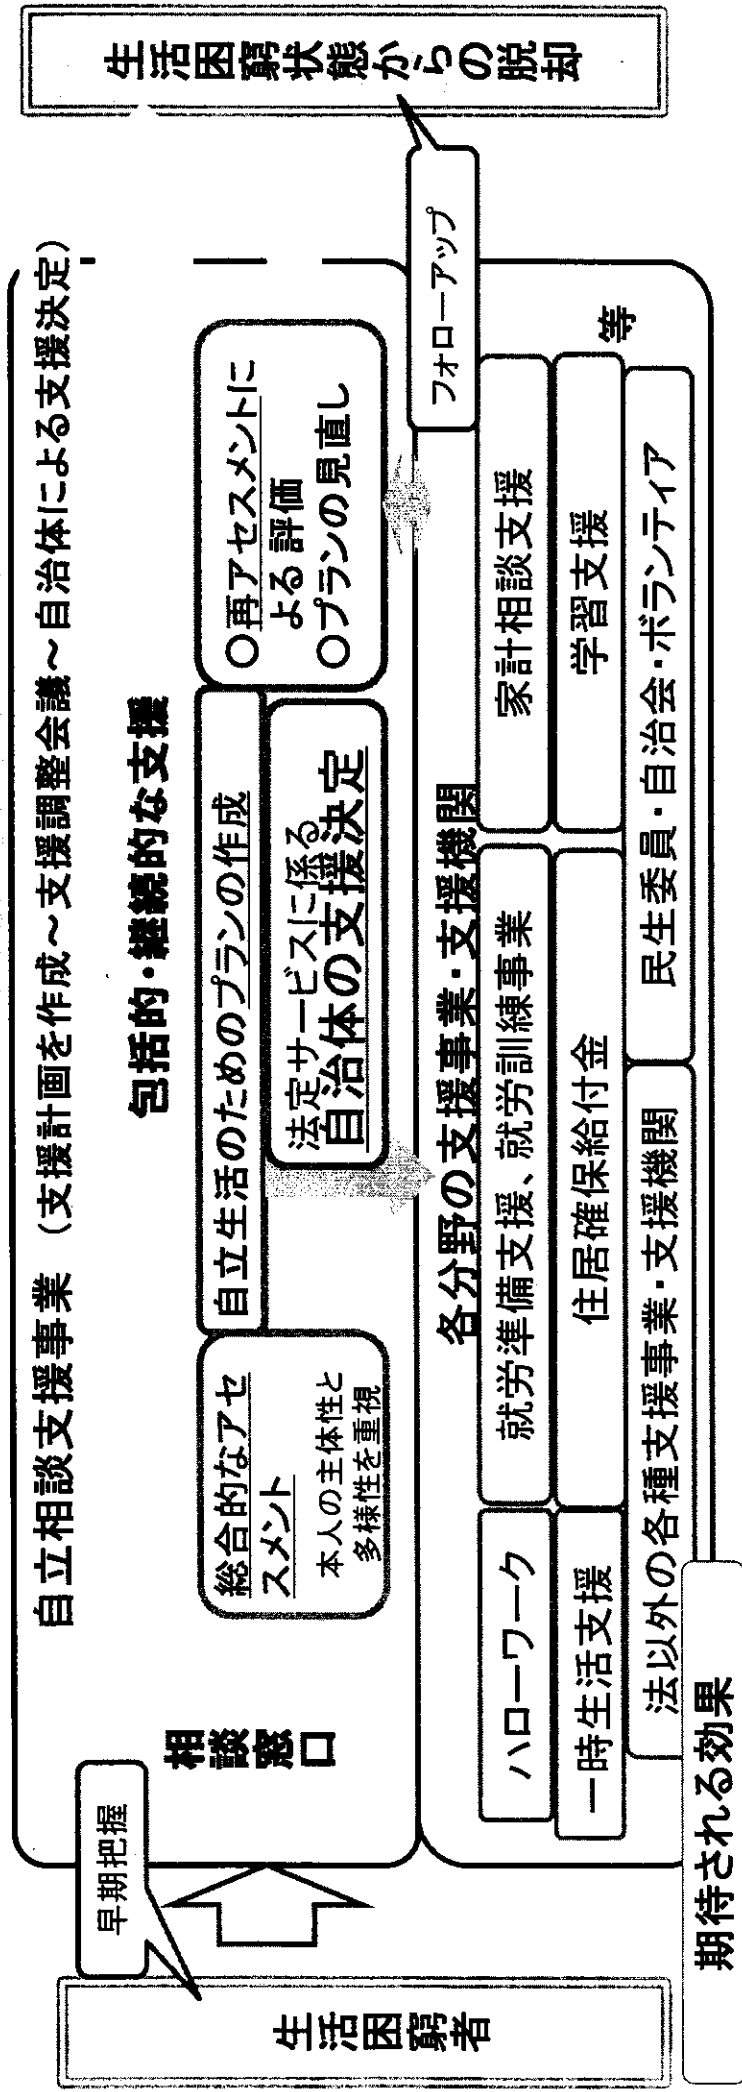 自立相談支援事業 （支援計画を作成～支援調整会議～自治体による支援決定）
生活困窮者
早期把握
相談
窓口
包括的・継続的な支援
総合的なアセ
スメント
本人の主体性と
多様性を重視
自立生活のためのプランの作成
法定サービスに係る
自治体の支援決定
○再アセスメントに
よる評価
○プランの見直し
フォローアップ
生活困窮状態からの脱却
各分野の支援事業・支援機関
ハローワーク
就労準備支援、就労訓練事業
家計相談支援
一時生活支援
住居確保給付金
学習支援
等
法以外の各種支援事業・支援機関
民生委員・自治会・ボランティア
期待される効果